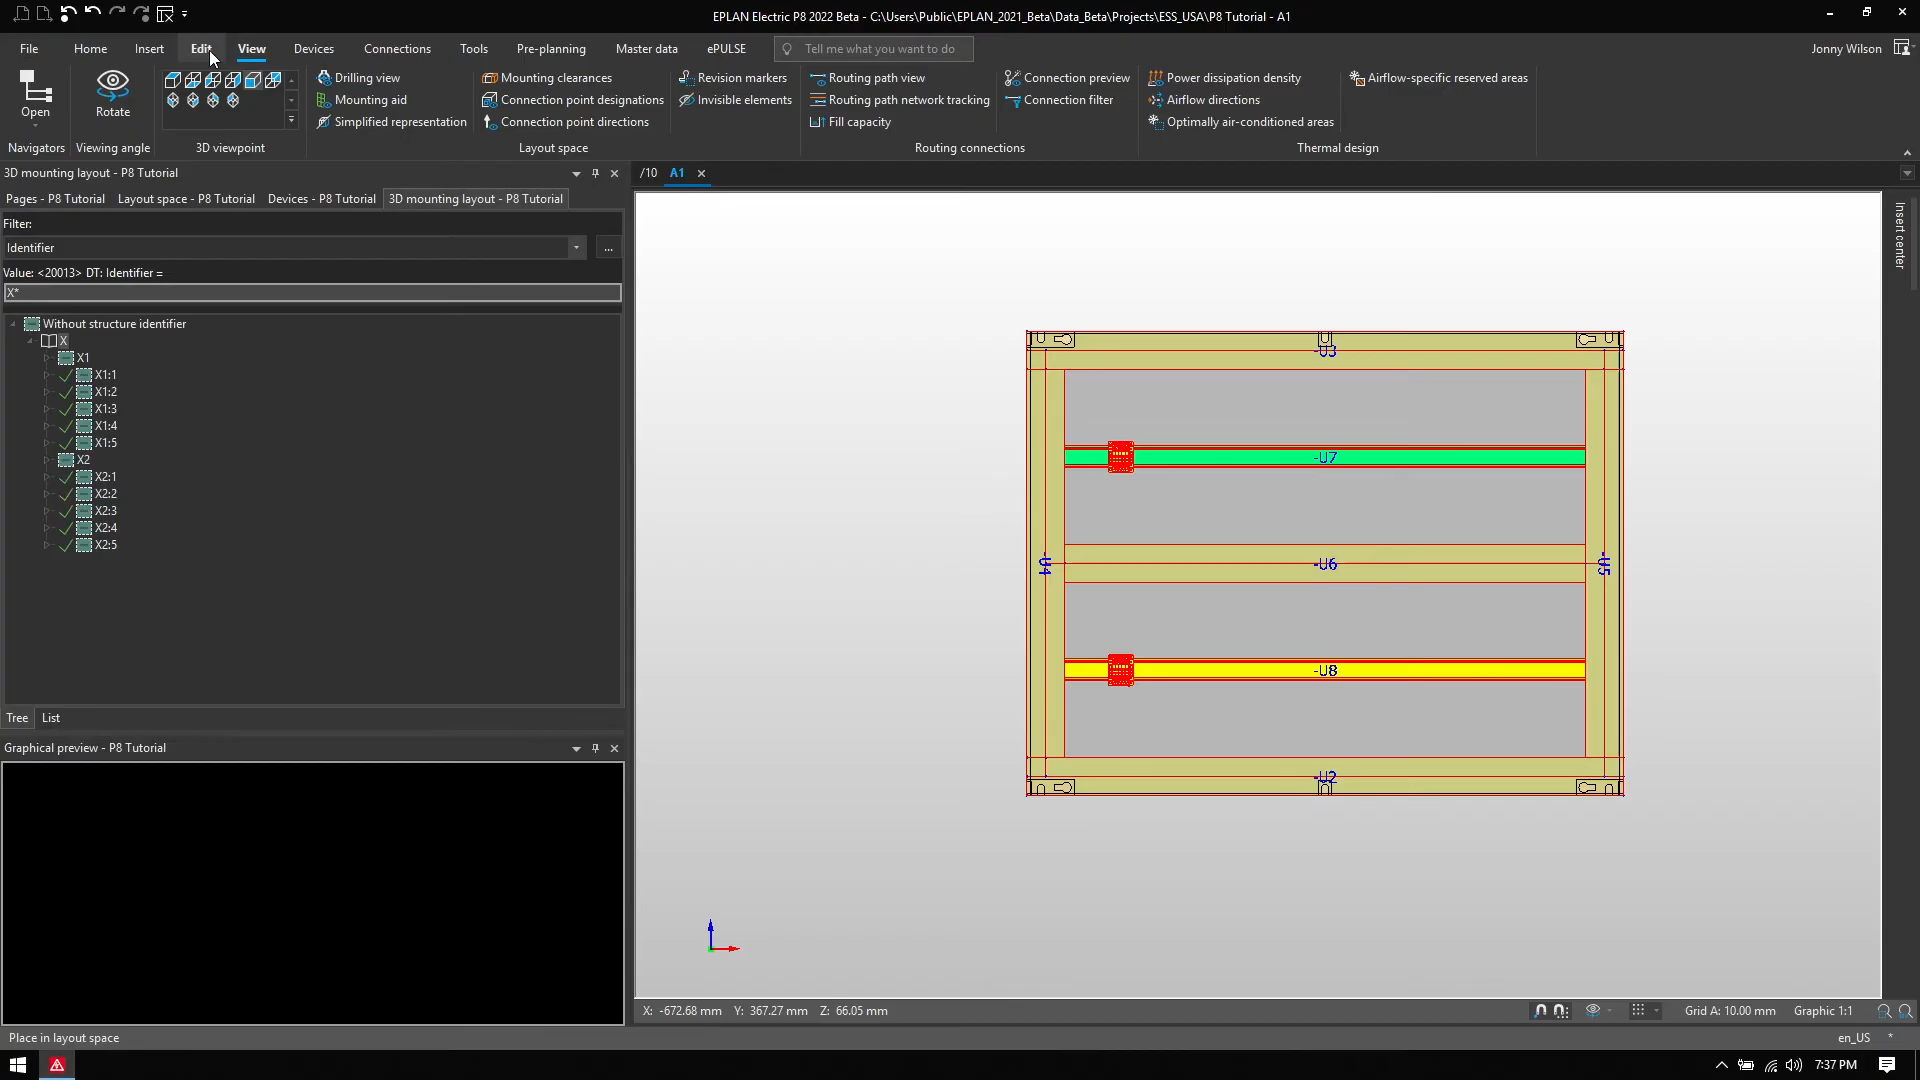 EPLAN Electric P8 2022 Beta - C:\Users\Public\EPLAN_2021_Beta\Data_Beta\Projects\ESS_USA\P8 Tutorial - A1
File Home Insert Edit View Devices Connections Tools Pre-planning Master data ePULSE Tell me what you want to do Jonny Wilson
Drilling view Mounting clearances Revision markers Routing path view Connection preview Power dissipation density Airflow-specific reserved areas
Open Rotate Mounting aid Connection point designations Invisible elements Routing path network tracking Connection filter Airflow directions
Simplified representation Connection point directions Fill capacity Optimally air-conditioned areas
Navigators Viewing angle 3D viewpoint Layout space Routing connections Thermal design
3D mounting layout - P8 Tutorial
/10 A1
Pages - P8 Tutorial Layout space - P8 Tutorial Devices - P8 Tutorial 3D mounting layout - P8 Tutorial
Filter:
Identifier
...
Value: <20013> DT: Identifier =
X*
Without structure identifier
X
X1
X1:1
X1:2
X1:3
X1:4
X1:5
X2
X2:1
X2:2
X2:3
X2:4
X2:5
Tree List
Graphical preview - P8 Tutorial
Insert center
-U3
-U7
-U4
-U6
-U5
-U8
-U2
X: -672.68 mm Y: 367.27 mm Z: 66.05 mm
Grid A: 10.00 mm Graphic 1:1
Place in layout space
en_US *
7:37 PM